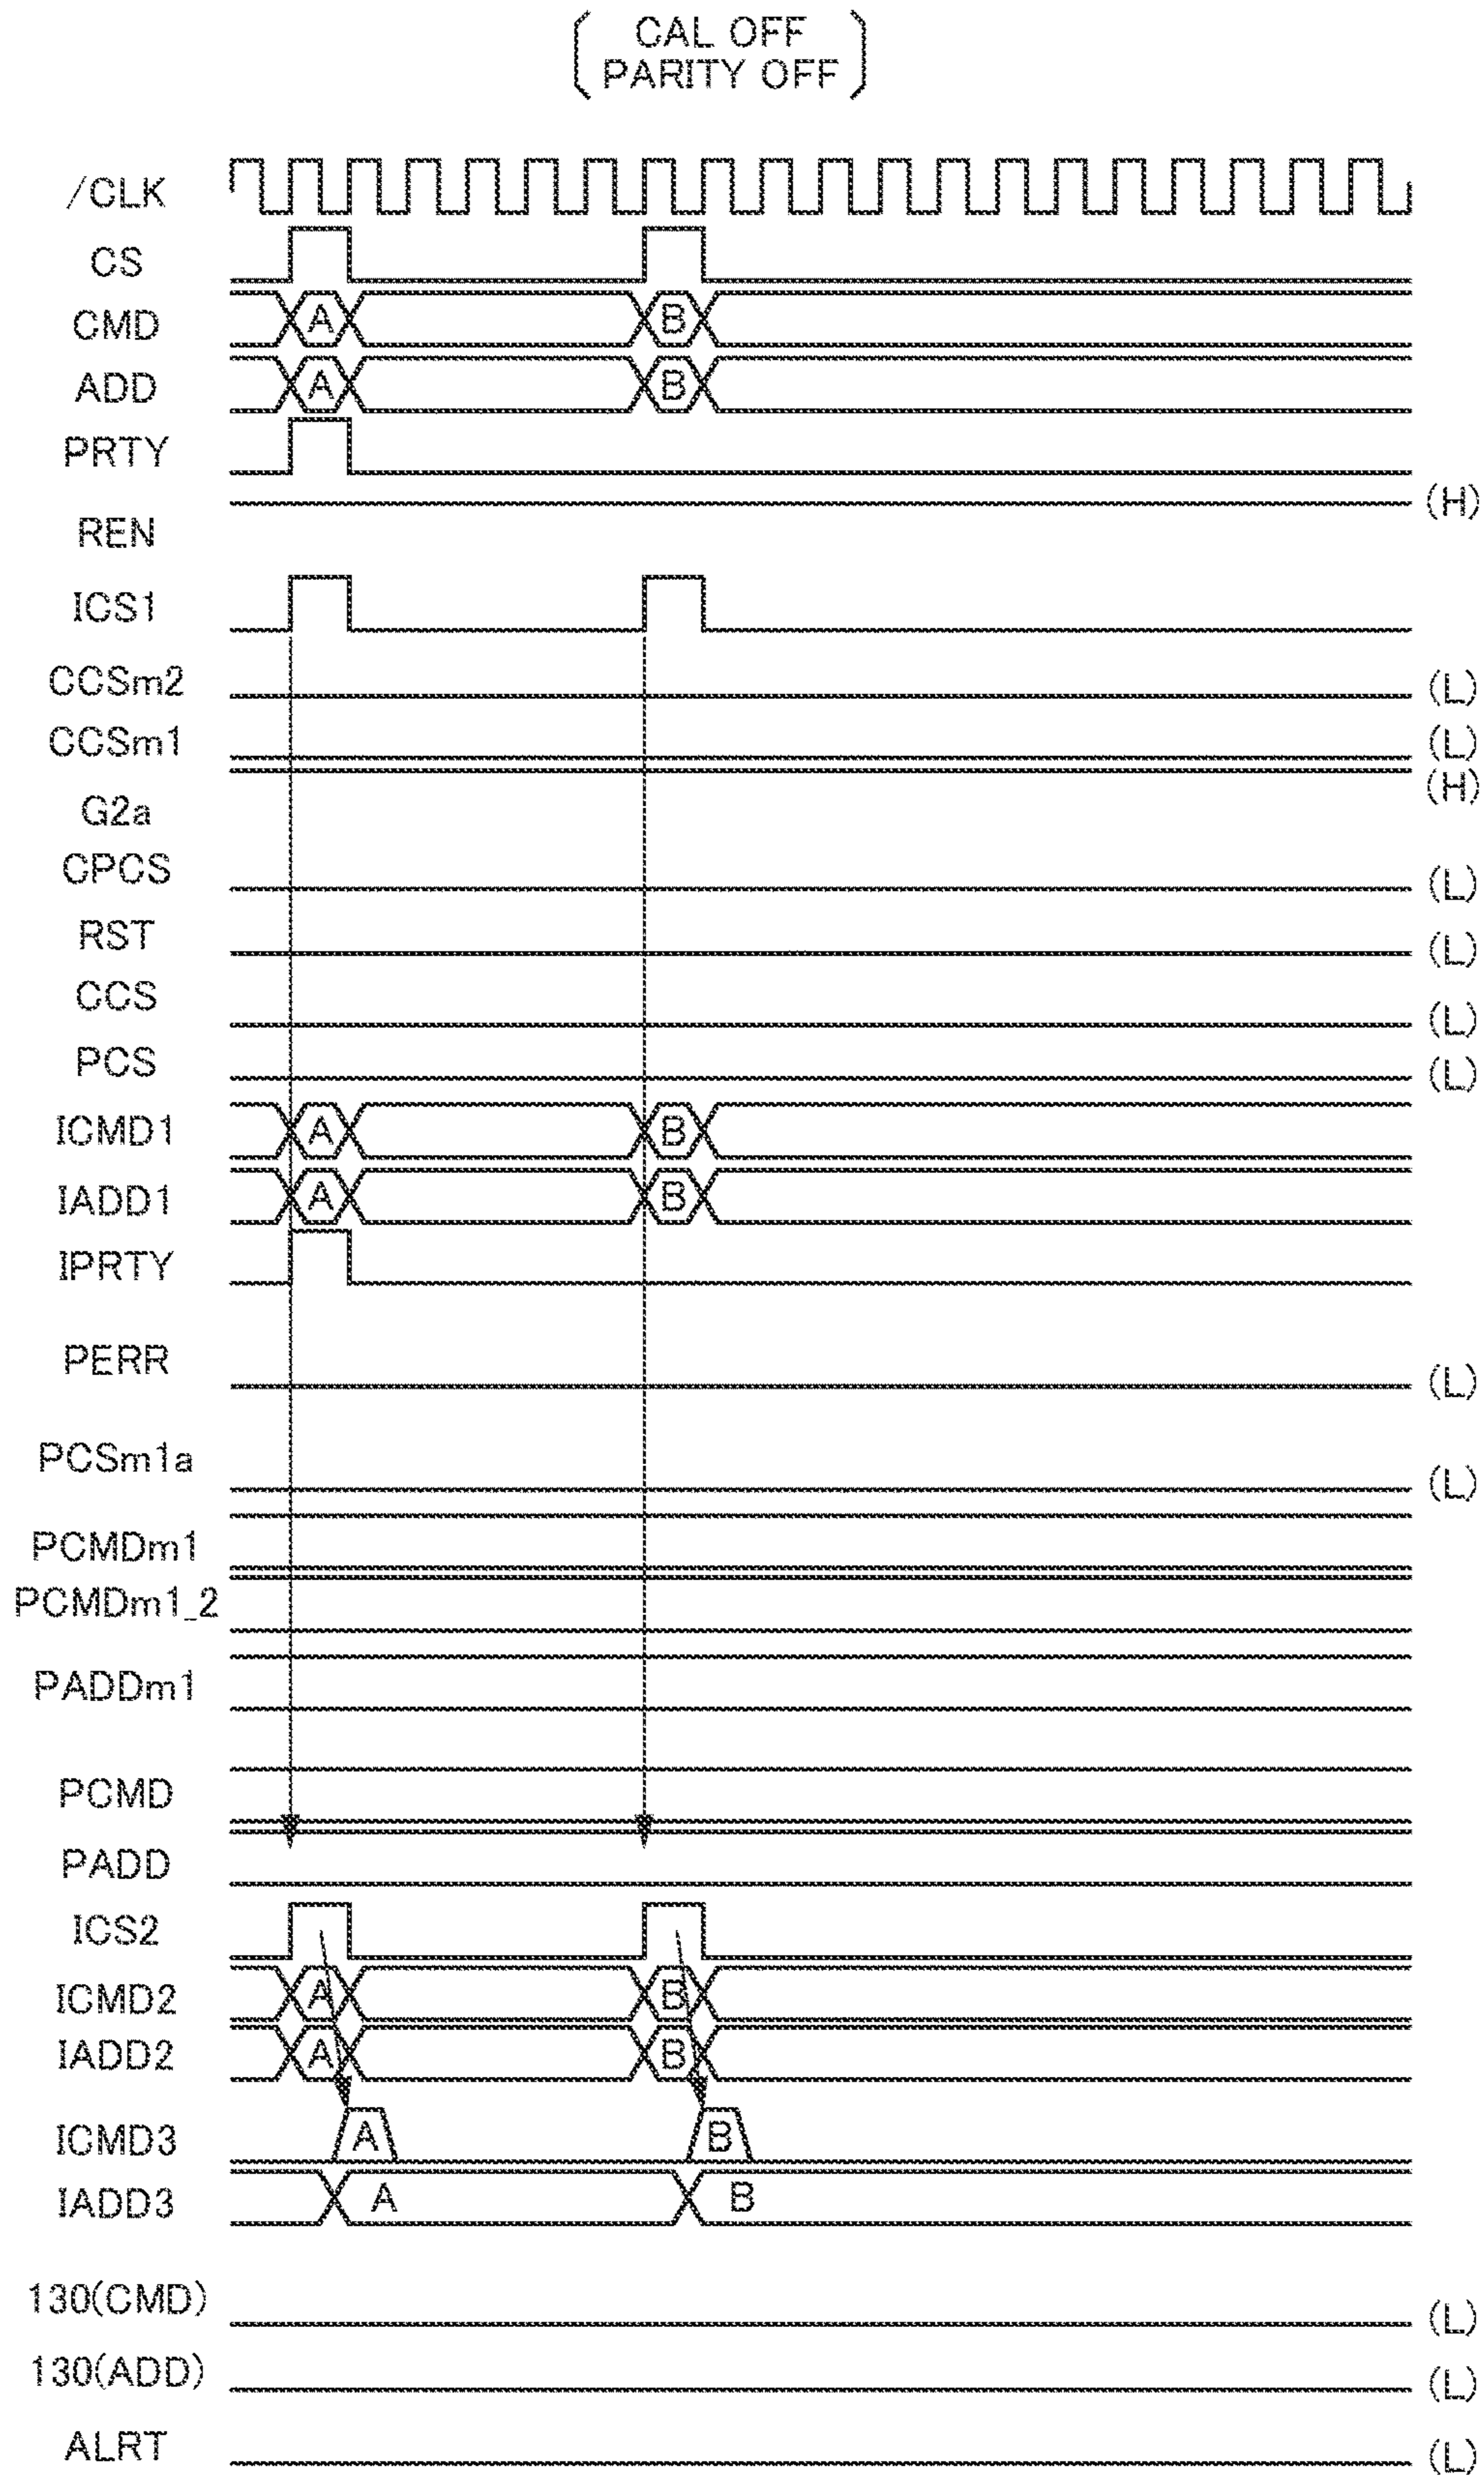 CAL OFF
PARITY OFF
/CLK
CS
CMD A B
ADD A B
PRTY
REN (H)
ICS1
CCSm2 (L)
CCSm1 (L)
G2a (H)
CPCS (L)
RST (L)
CCS (L)
PCS (L)
ICMD1 A B
IADD1 A B
IPRTY
PERR (L)
PCSm1a (L)
PCMDm1
PCMDm1_2
PADDm1
PCMD
PADD
ICS2
ICMD2 A B
IADD2 A B
ICMD3 A B
IADD3 A B
130(CMD) (L)
130(ADD) (L)
ALRT (L)